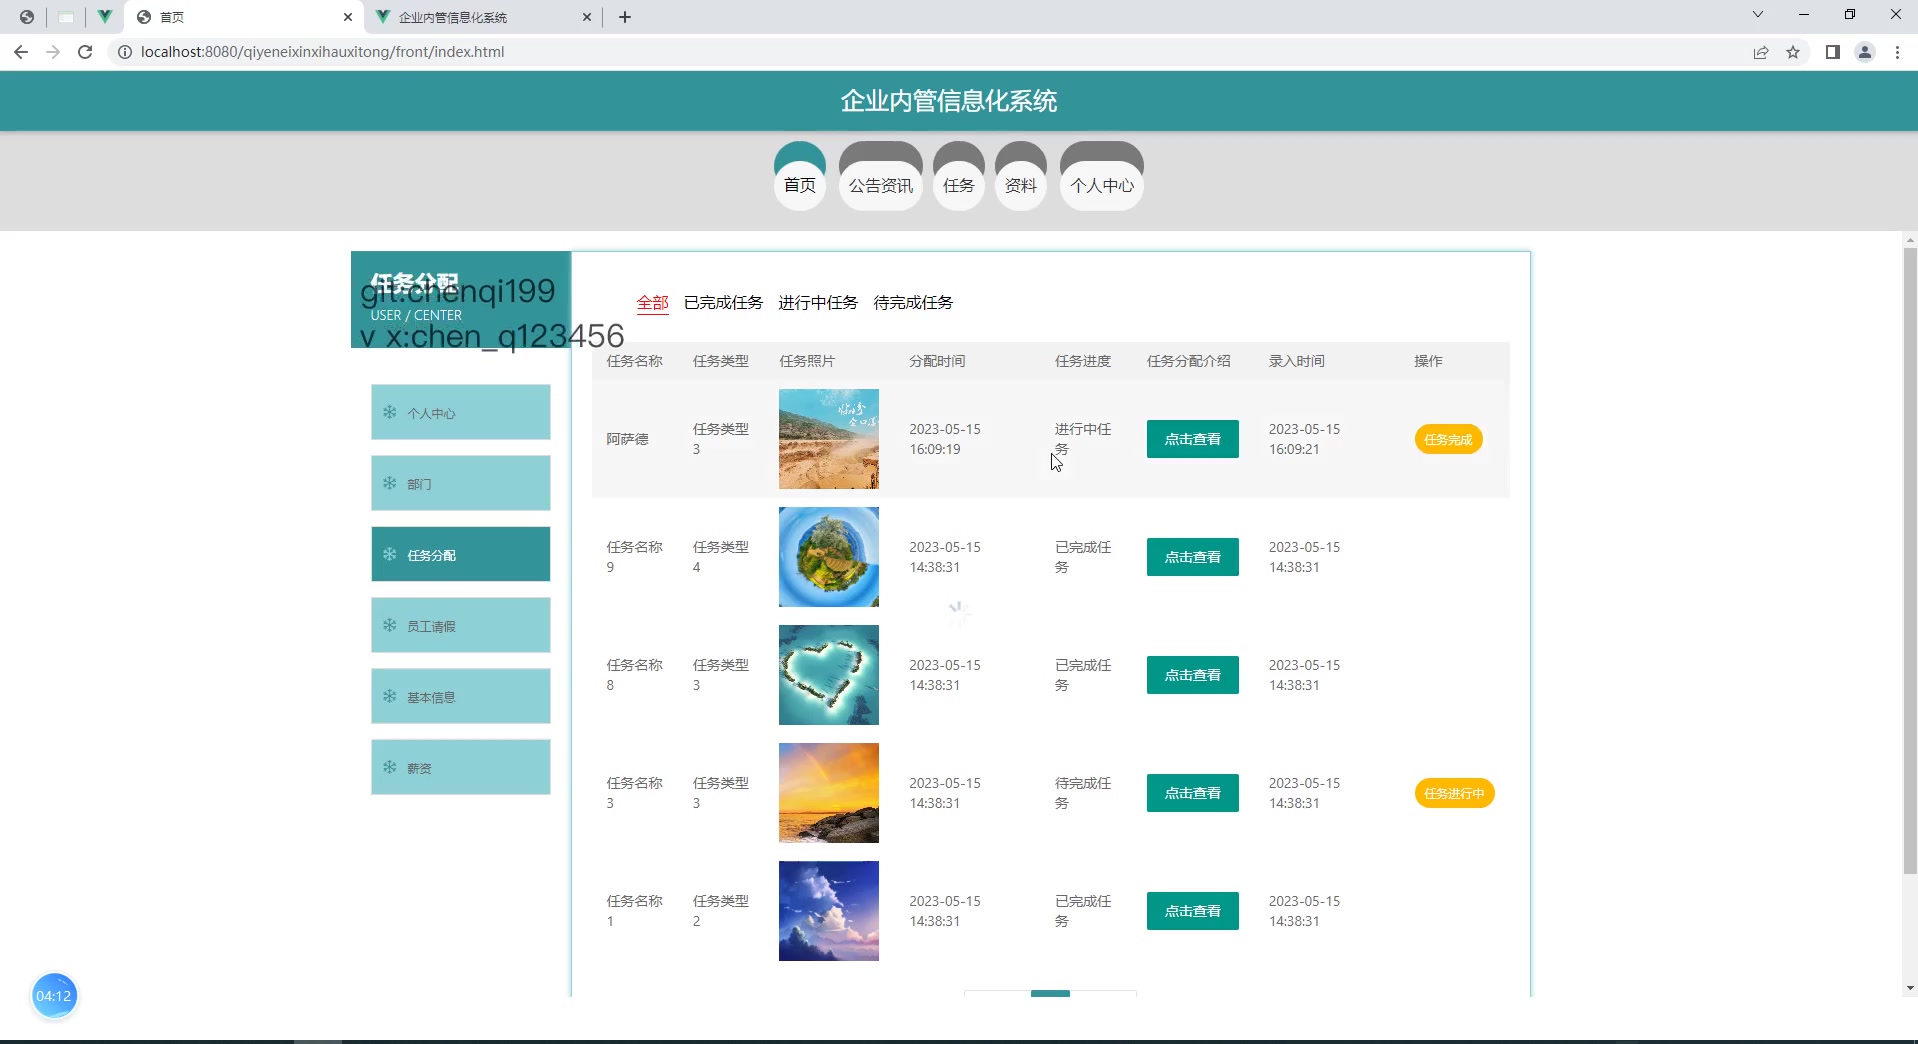 首页
企业内管信息化系统
localhost:8080/qiyeneixinxihauxitong/front/index.html
企业内管信息化系统
首页 公告资讯 任务 资料 个人中心
任务分配
git:chenqi199
USER / CENTER
v x:chen_q123456
个人中心
部门
任务分配
员工请假
基本信息
薪资
全部 已完成任务 进行中任务 待完成任务
任务名称 任务类型 任务照片 分配时间 任务进度 任务分配介绍 录入时间 操作
阿萨德 任务类型 2023-05-15 进行中任 点击查看 2023-05-15 任务完成
3 16:09:19 务 16:09:21
任务名称 任务类型 2023-05-15 已完成任 点击查看 2023-05-15
9 4 14:38:31 务 14:38:31
任务名称 任务类型 2023-05-15 已完成任 点击查看 2023-05-15
8 3 14:38:31 务 14:38:31
任务名称 任务类型 2023-05-15 待完成任 点击查看 2023-05-15 任务进行中
3 3 14:38:31 务 14:38:31
任务名称 任务类型 2023-05-15 已完成任 点击查看 2023-05-15
1 2 14:38:31 务 14:38:31
04:12